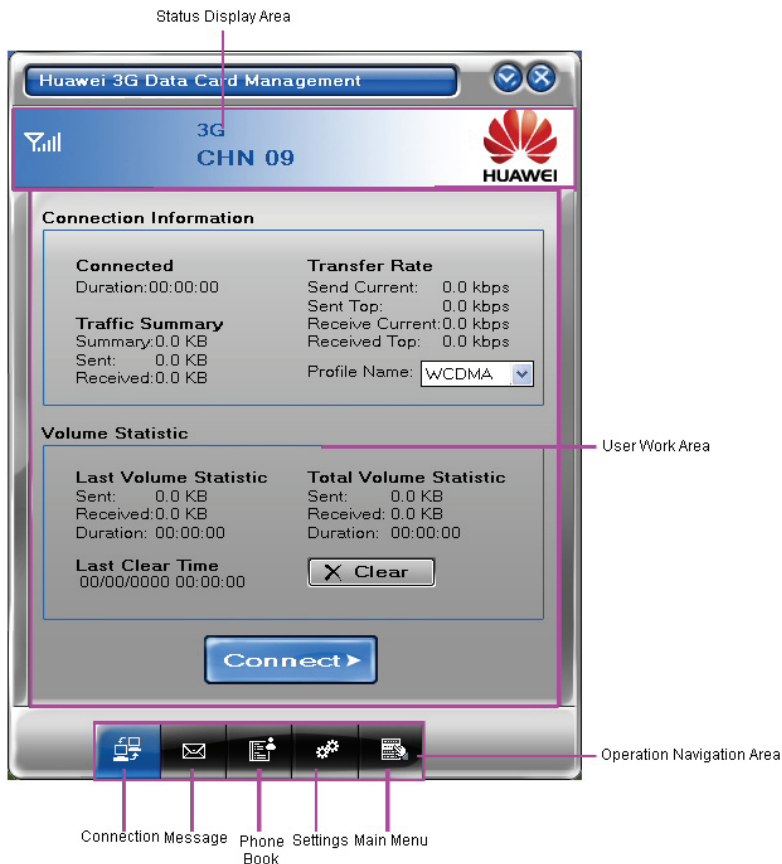 Status Display Area
Huawei 3G Data Card Management
3G
CHN 09
HUAWEI
Connection Information
Connected
Duration:00:00:00
Traffic Summary
Summary:0.0 KB
Sent: 0.0 KB
Received:0.0 KB
Transfer Rate
Send Current: 0.0 kbps
Sent Top: 0.0 kbps
Receive Current:0.0 kbps
Received Top: 0.0 kbps
Profile Name: WCDMA
Volume Statistic
User Work Area
Last Volume Statistic
Sent: 0.0 KB
Received:0.0 KB
Duration: 00:00:00
Last Clear Time
00/00/0000 00:00:00
Total Volume Statistic
Sent: 0.0 KB
Received: 0.0 KB
Duration: 00:00:00
X Clear
Connect
Operation Navigation Area
Connection
Message
Phone
Book
Settings
Main Menu